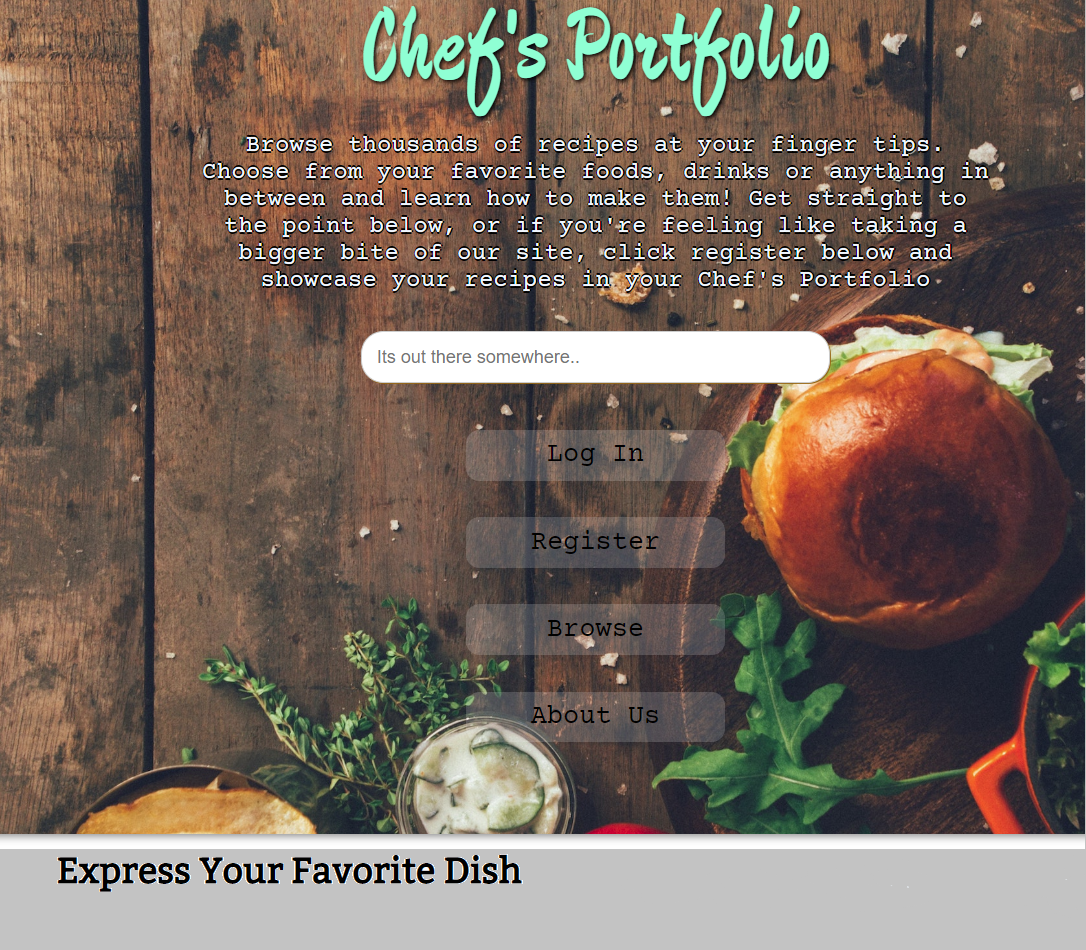 Chef's Portfolio
Browse thousands of recipes at your finger tips.
Choose from your favorite foods, drinks or anything in
between and learn how to make them! Get straight to
the point below, or if you're feeling like taking a
bigger bite of our site, click register below and
showcase your recipes in your Chef's Portfolio
Its out there somewhere..
Log In
Register
Browse
About Us
Express Your Favorite Dish